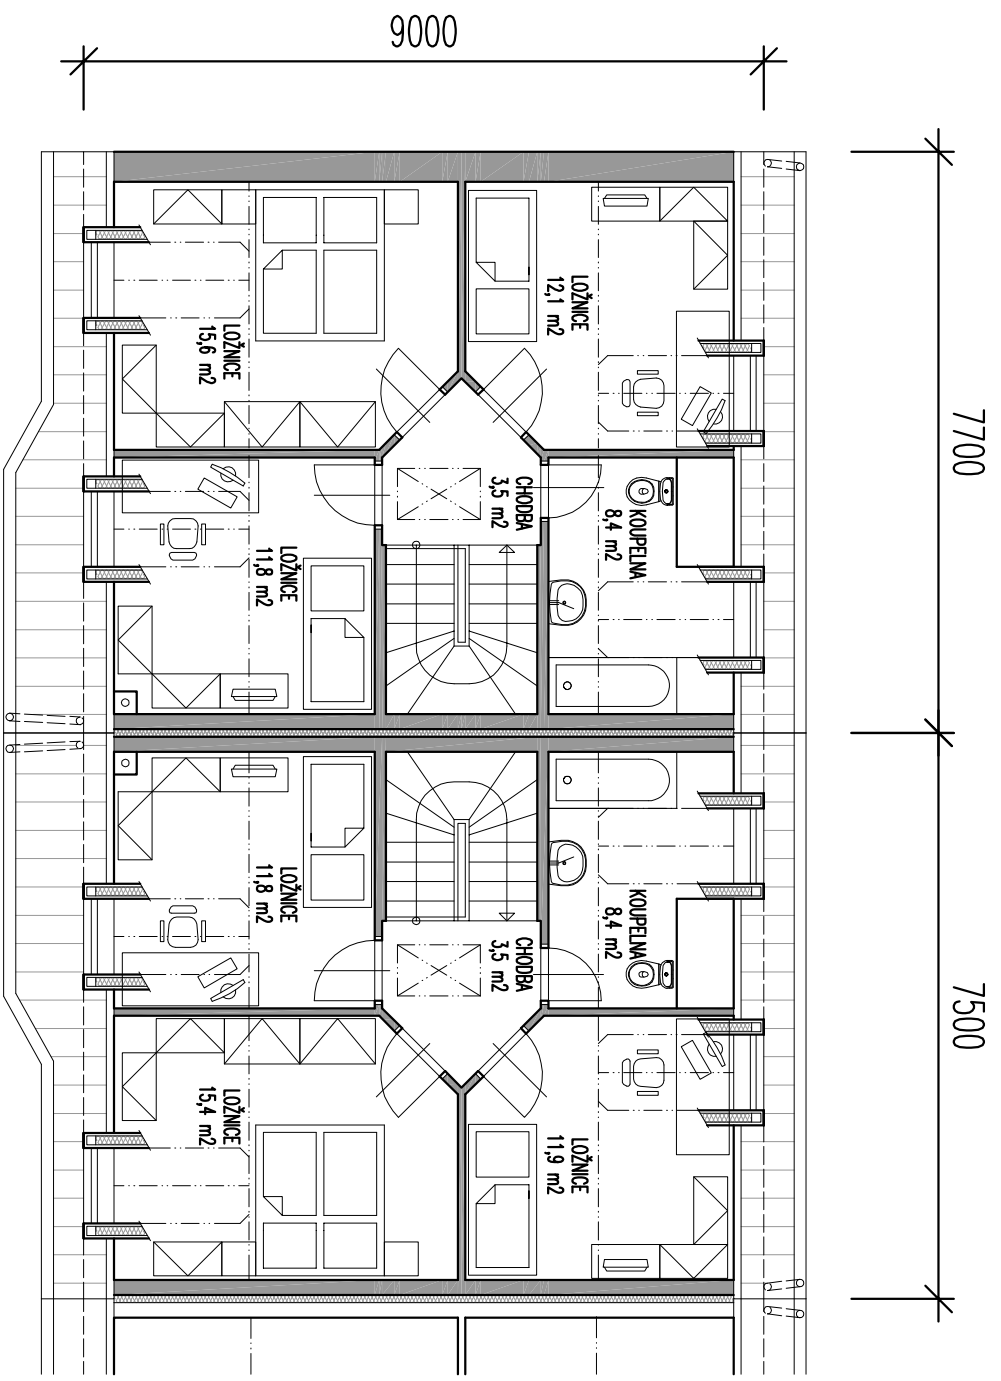 9000
7700
7500
LOŽNICE
12,1 m2
LOŽNICE
15,6 m2
CHODBA
3,5 m2
KOUPELNA
8,4 m2
LOŽNICE
11,8 m2
LOŽNICE
11,8 m2
KOUPELNA
8,4 m2
CHODBA
3,5 m2
LOŽNICE
15,4 m2
LOŽNICE
11,9 m2